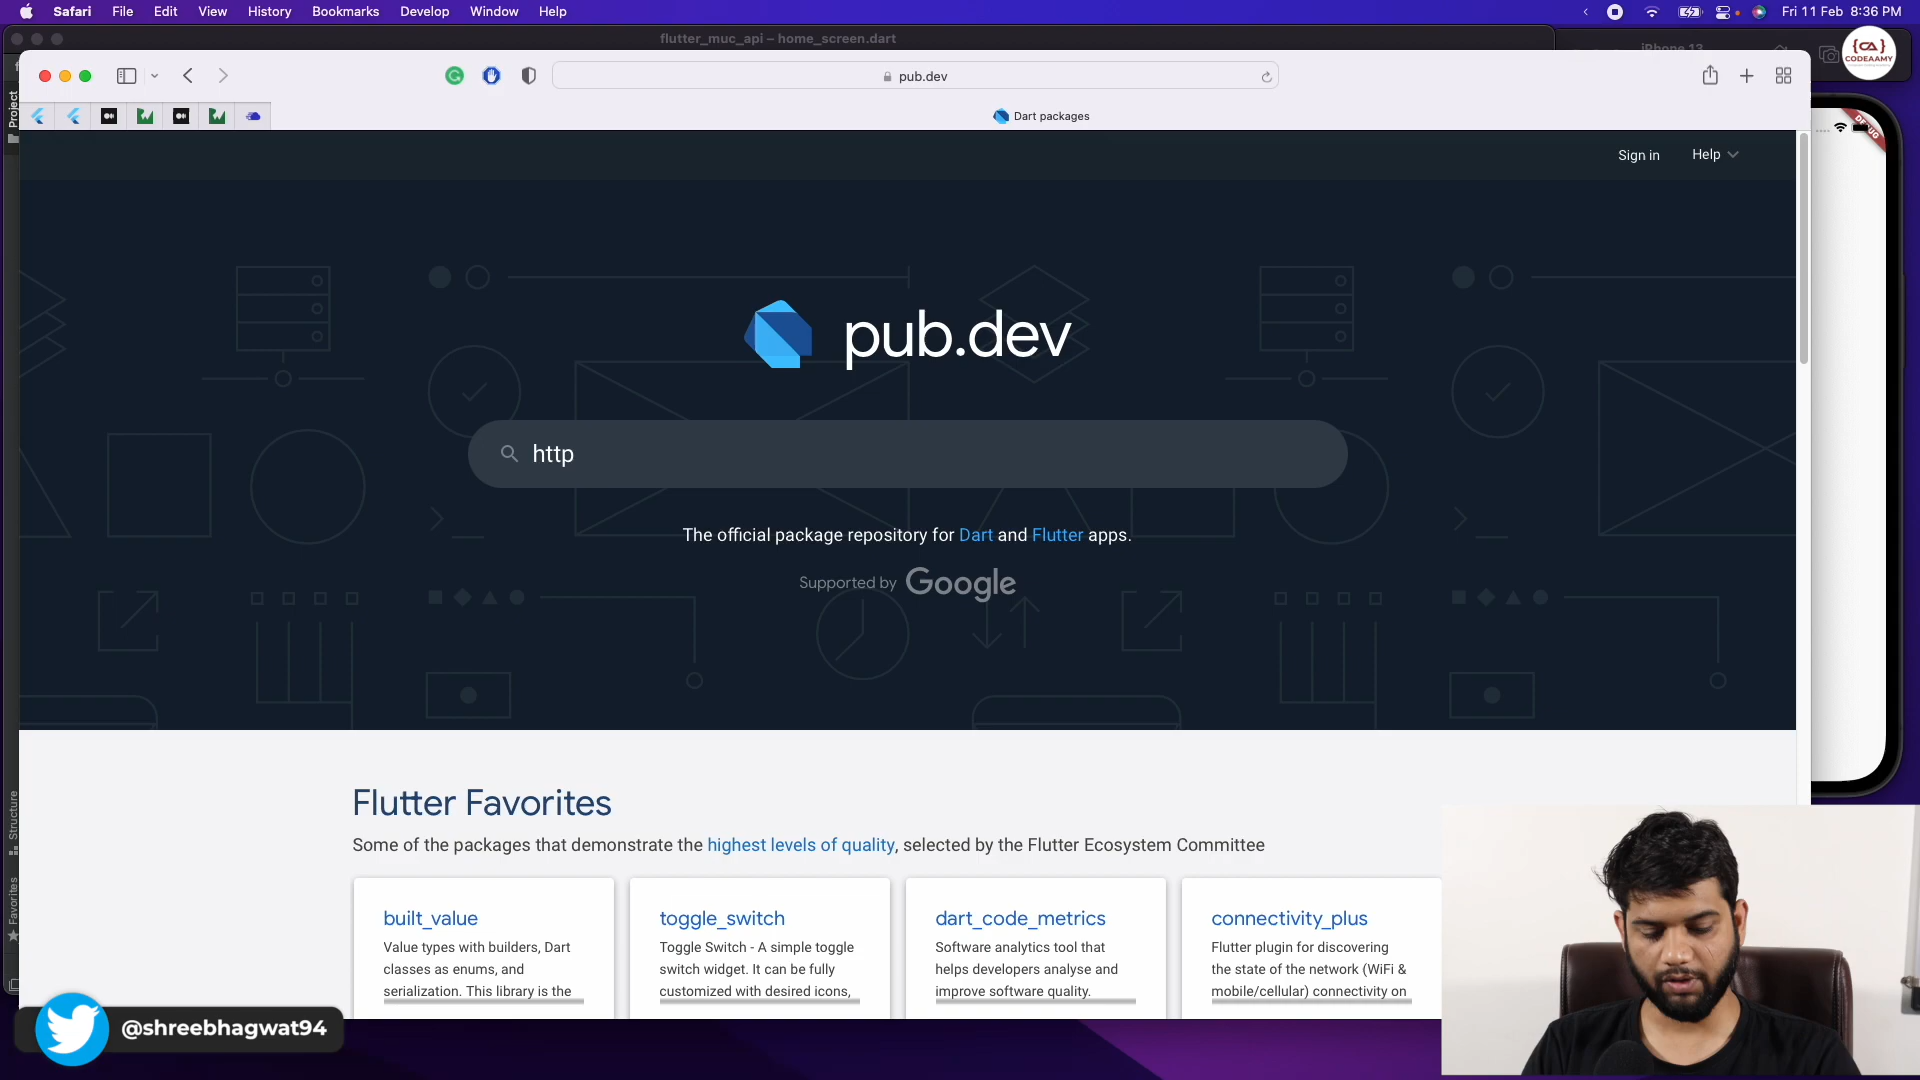 Safari File Edit View History Bookmarks Develop Window Help
Fri 11 Feb 8:36 PM
flutter_muc_api – home_screen.dart
iPhone 13
{CA}
CODEAAMY
pub.dev
Dart packages
Project
DEBUG
Sign in
Help
pub.dev
http
The official package repository for Dart and Flutter apps.
Supported by Google
Flutter Favorites
Some of the packages that demonstrate the highest levels of quality, selected by the Flutter Ecosystem Committee
built_value
Value types with builders, Dart
classes as enums, and
serialization. This library is the
toggle_switch
Toggle Switch - A simple toggle
switch widget. It can be fully
customized with desired icons,
dart_code_metrics
Software analytics tool that
helps developers analyse and
improve software quality.
connectivity_plus
Flutter plugin for discovering
the state of the network (WiFi &
mobile/cellular) connectivity on
Structure
Favorites
@shreebhagwat94